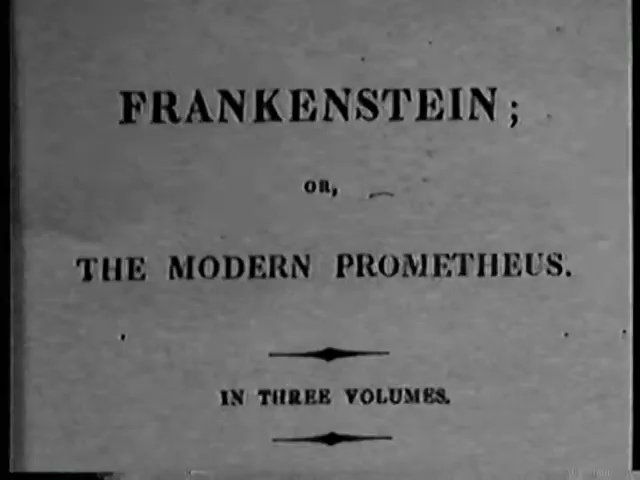 FRANKENSTEIN;
OR,
THE MODERN PROMETHEUS.
IN THREE VOLUMES.